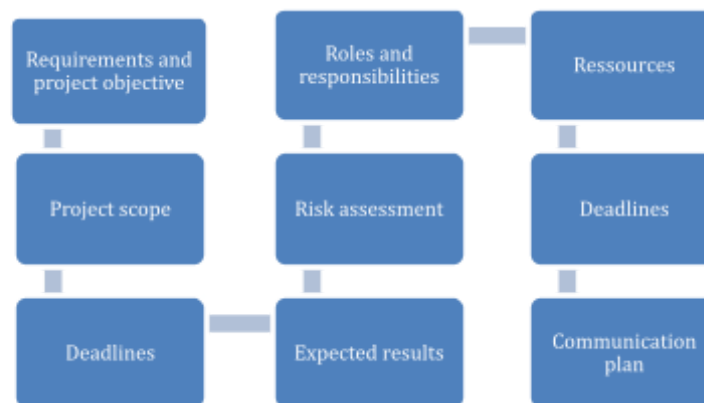 Requirements and
project objective
Project scope
Deadlines
Expected results
Risk assessment
Roles and
responsibilities
Ressources
Deadlines
Communication
plan